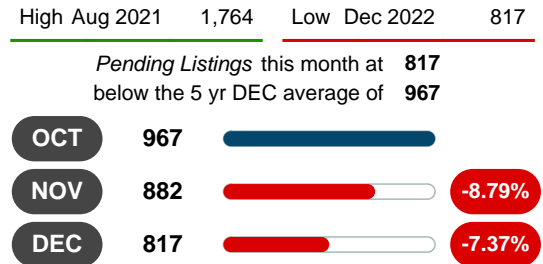 High Aug 2021 1,764 Low Dec 2022 817
Pending Listings this month at 817
below the 5 yr DEC average of 967
OCT 967
NOV 882 -8.79%
DEC 817 -7.37%